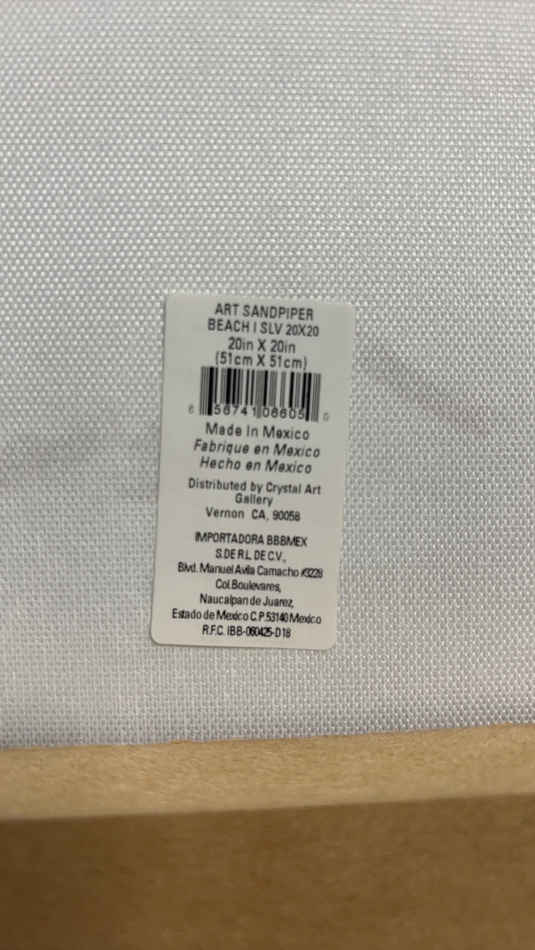 ART SANDPIPER
BEACH I SLV 20X20
20in X 20in
(51cm X 51cm)
6 56741 08605 0
Made In Mexico
Fabrique en Mexico
Hecho en Mexico
Distributed by Crystal Art
Gallery
Vernon CA, 90058
IMPORTADORA BBBMEX
S.DE R.L. DE C.V.,
Blvd. Manuel Avila Camacho #3228
Col.Boulevares,
Naucalpan de Juarez,
Estado de Mexico C.P.53140 Mexico
R.F.C. IBB-060425-D18